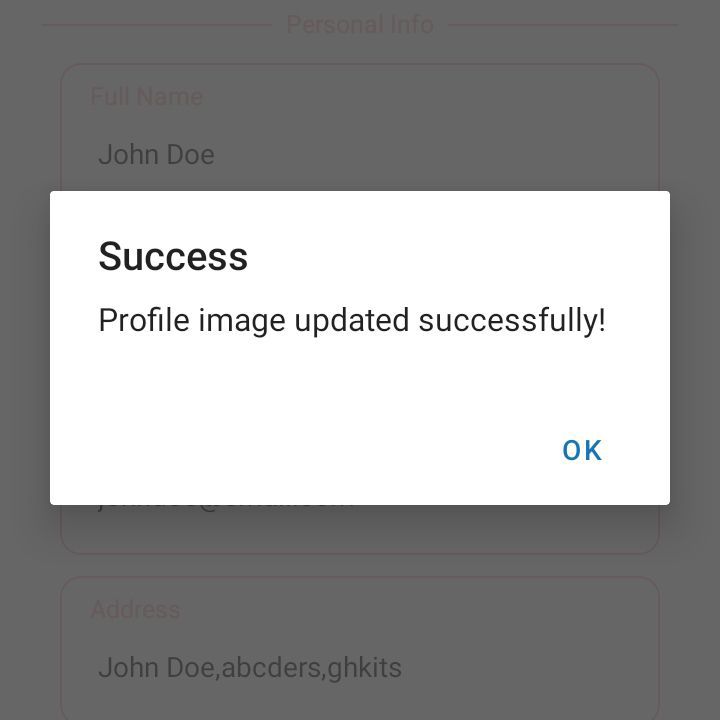 Personal Info
Full Name
John Doe
Success
Profile image updated successfully!
OK
Address
John Doe,abcders,ghkits